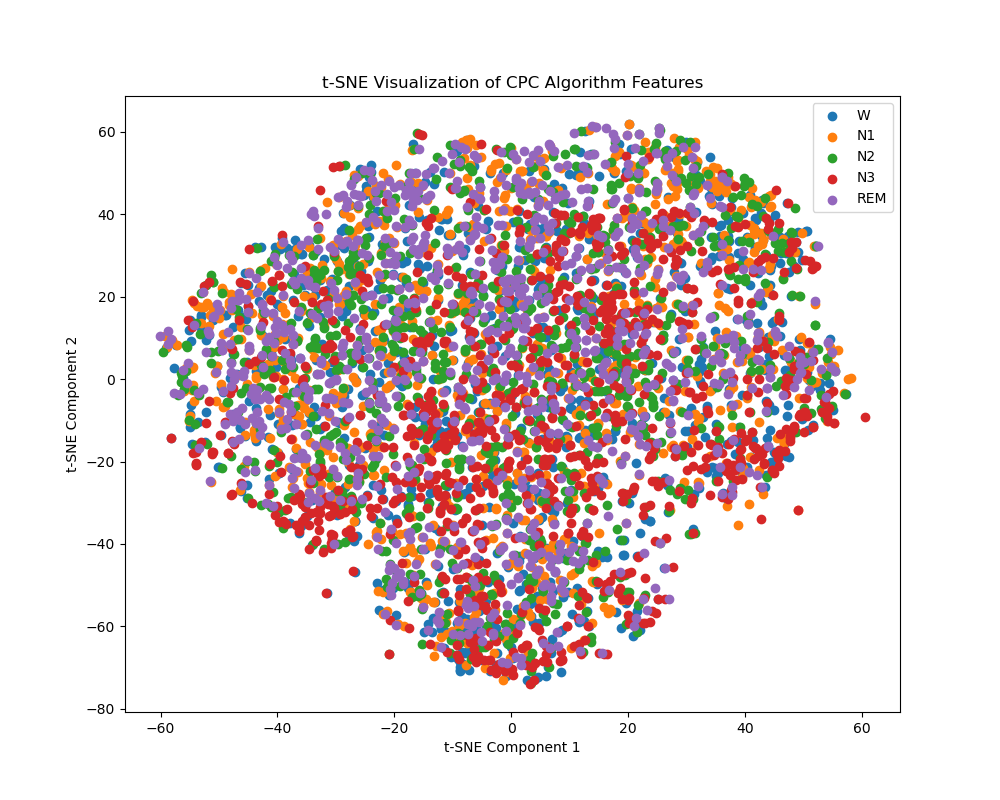 t-SNE Visualization of CPC Algorithm Features
W
N1
N2
N3
REM
60
40
20
0
−20
−40
−60
−80
t-SNE Component 2
−60 −40 −20 0 20 40 60
t-SNE Component 1